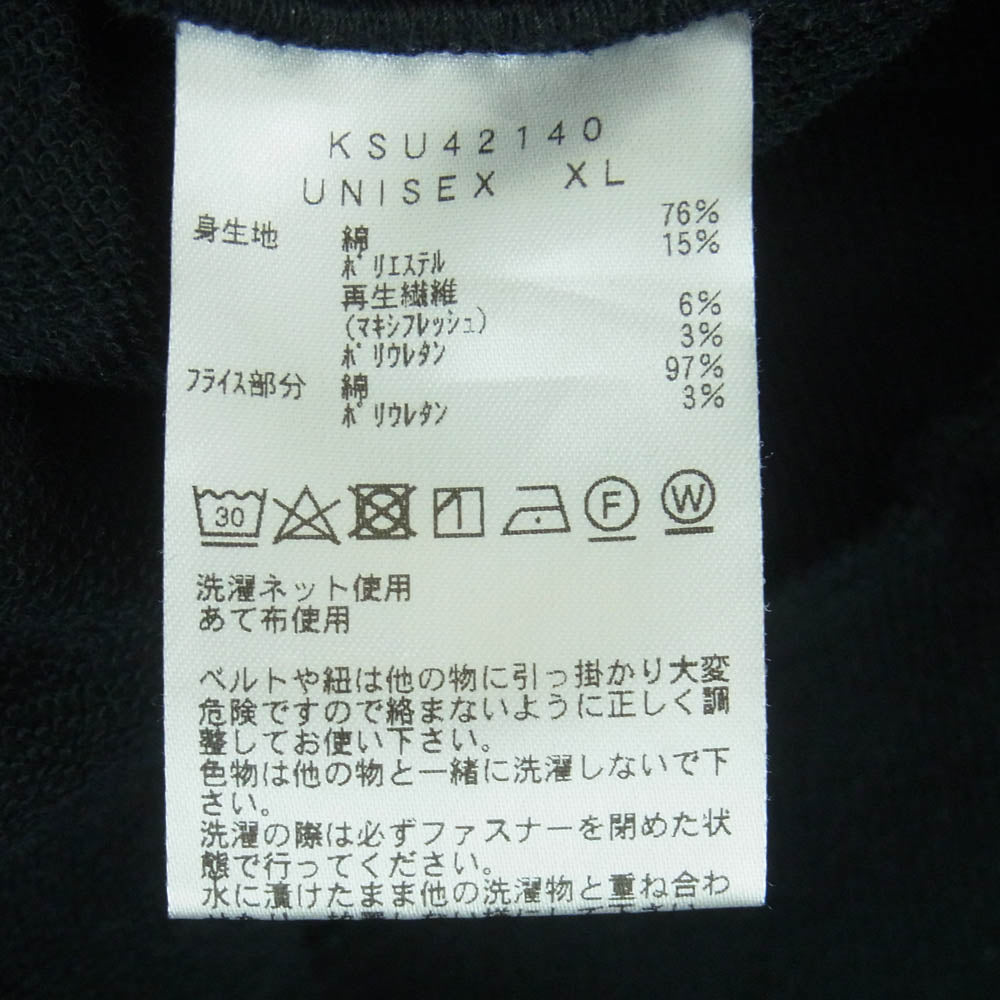 KSU42140
UNISEX XL
身生地 綿 76%
ポリエステル 15%
再生繊維
(マキシフレッシュ) 6%
ポリウレタン 3%
フライス部分 綿 97%
ポリウレタン 3%
30 F W
洗濯ネット使用
あて布使用
ベルトや紐は他の物に引っ掛かり大変
危険ですので絡まないように正しく調
整してお使い下さい。
色物は他の物と一緒に洗濯しないで下
さい。
洗濯の際は必ずファスナーを閉めた状
態で行ってください。
水に漬けたまま他の洗濯物と重ね合わ